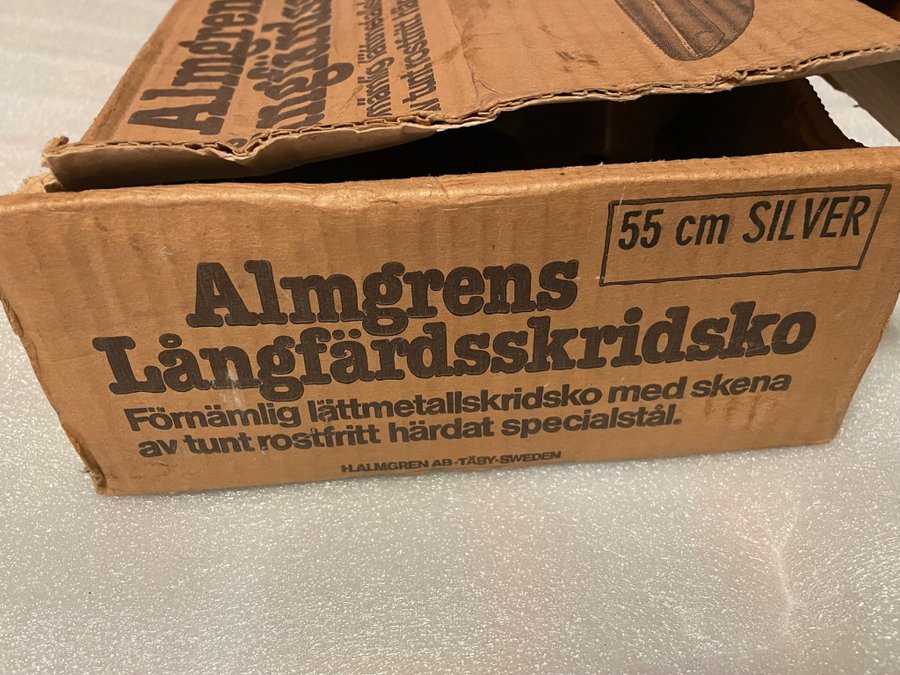 Almgrens
55 cm SILVER
Almgrens
Långfärdsskridsko
Förnämlig lättmetallskridsko med skena
av tunt rostfritt härdat specialstål.
H.ALMGREN AB-TÄBY-SWEDEN